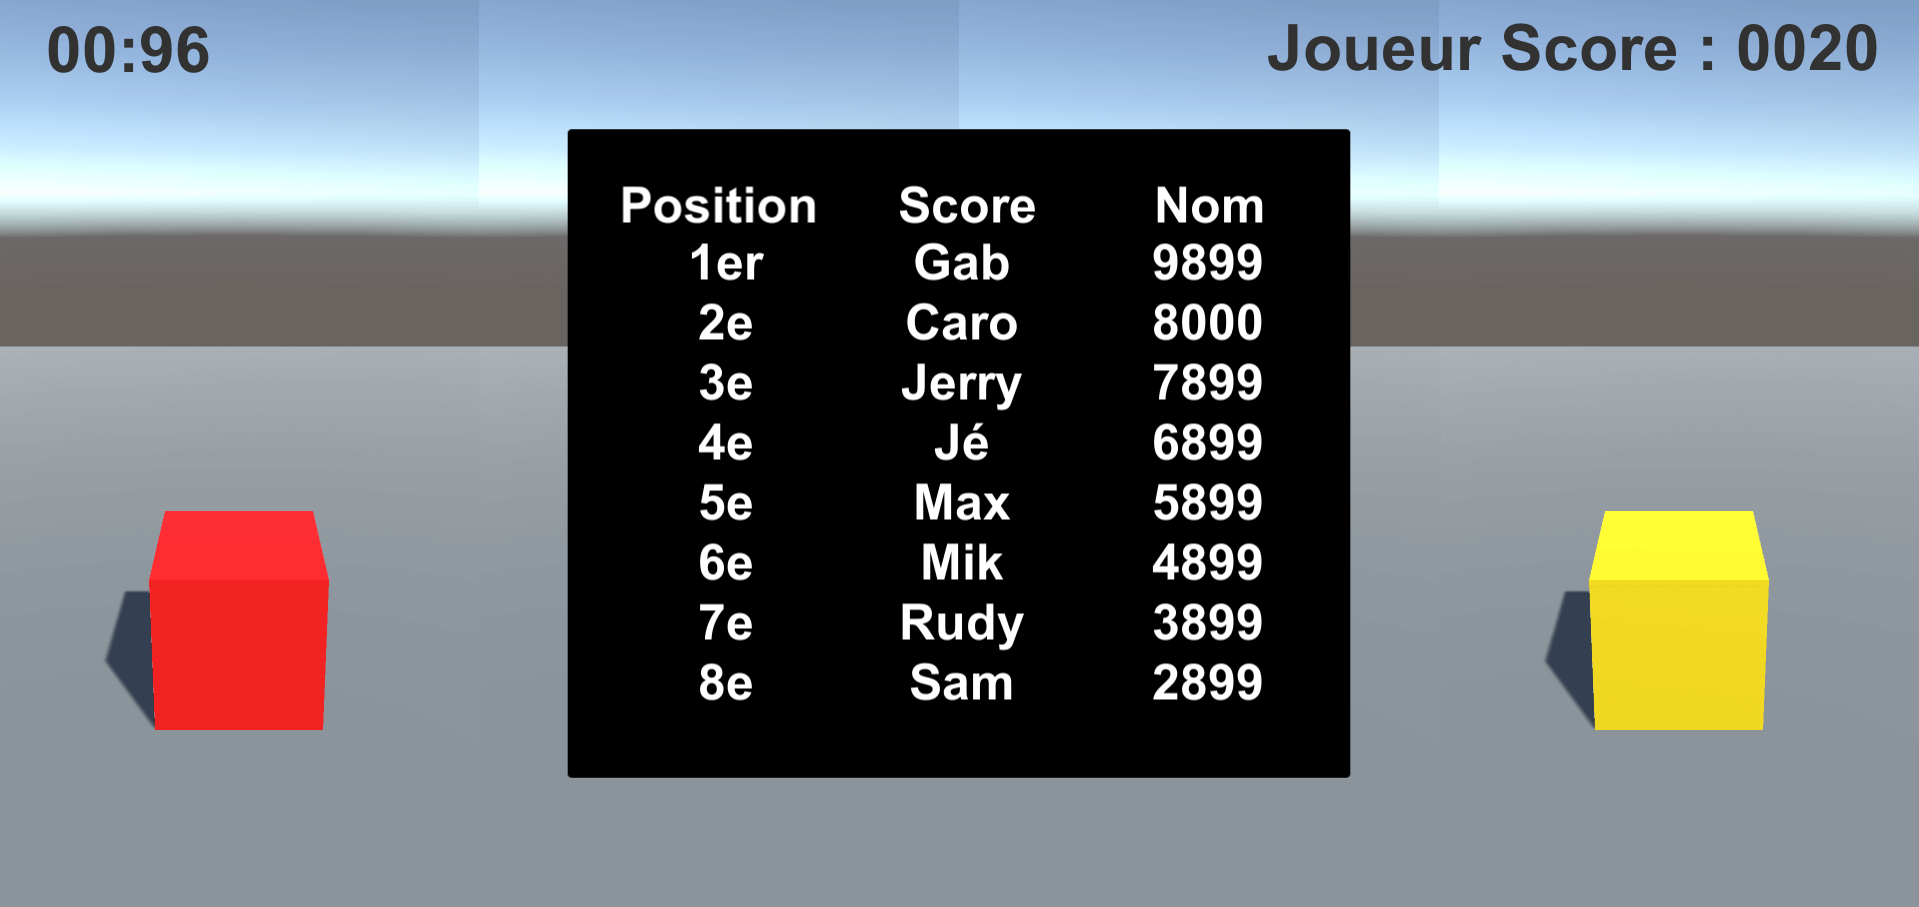 00:96
Joueur Score : 0020
Position Score Nom
1er Gab 9899
2e Caro 8000
3e Jerry 7899
4e Jé 6899
5e Max 5899
6e Mik 4899
7e Rudy 3899
8e Sam 2899